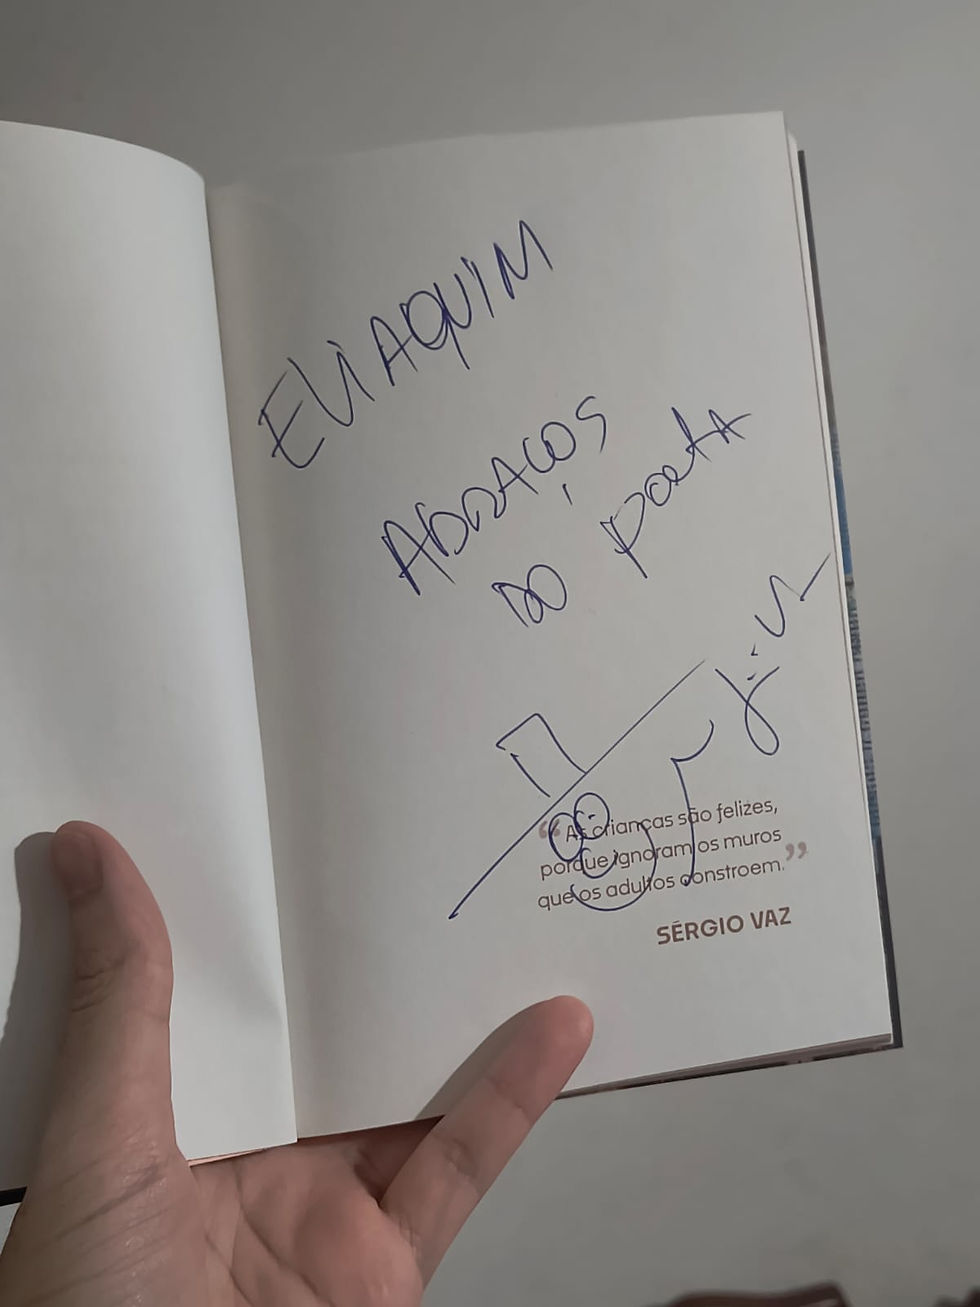 ELIAQUIM
ABRAÇOS
DO POETA
“As crianças são felizes,
porque ignoram os muros
que os adultos constroem.”
SÉRGIO VAZ